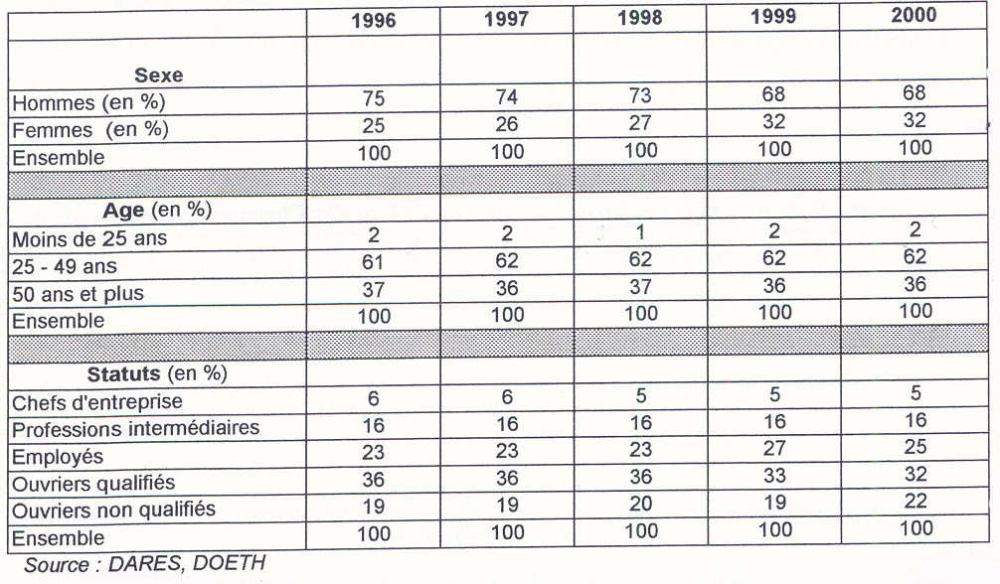 1996 1997 1998 1999 2000
Sexe
Hommes (en %) 75 74 73 68 68
Femmes (en %) 25 26 27 32 32
Ensemble 100 100 100 100 100
Age (en %)
Moins de 25 ans 2 2 1 2 2
25 - 49 ans 61 62 62 62 62
50 ans et plus 37 36 37 36 36
Ensemble 100 100 100 100 100
Statuts (en %)
Chefs d'entreprise 6 6 5 5 5
Professions intermédiaires 16 16 16 16 16
Employés 23 23 23 27 25
Ouvriers qualifiés 36 36 36 33 32
Ouvriers non qualifiés 19 19 20 19 22
Ensemble 100 100 100 100 100
Source : DARES, DOETH